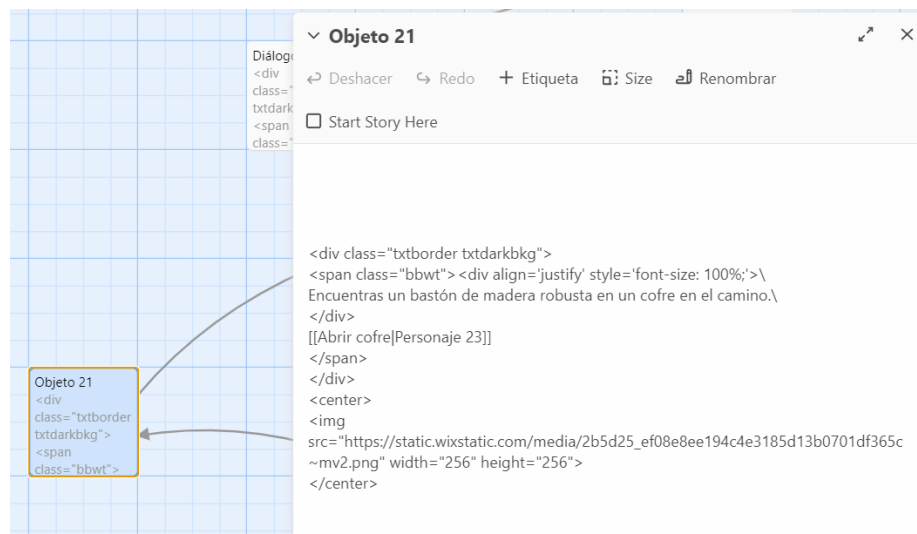 Objeto 21
Deshacer
Redo
Etiqueta
Size
Renombrar
Start Story Here
<div class="txtborder txtdarkbkg">
<span class="bbwt"><div align='justify' style='font-size: 100%;'>\
Encuentras un bastón de madera robusta en un cofre en el camino.\
</div>
[[Abrir cofre|Personaje 23]]
</span>
</div>
<center>
<img
src="https://static.wixstatic.com/media/2b5d25_ef08e8ee194c4e3185d13b0701df365c
~mv2.png" width="256" height="256">
</center>
Diálogo
<div
class="
txtdark
<span
class="
Objeto 21
<div
class="txtborder
txtdarkbkg">
<span
class="bbwt">